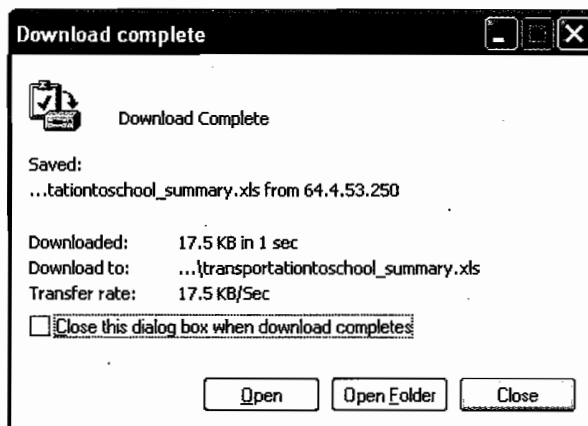 Download complete
Download Complete
Saved:
...tationtoschool_summary.xls from 64.4.53.250
Downloaded: 17.5 KB in 1 sec
Download to: ...\transportationtoschool_summary.xls
Transfer rate: 17.5 KB/Sec
Close this dialog box when download completes
Open Open Folder Close